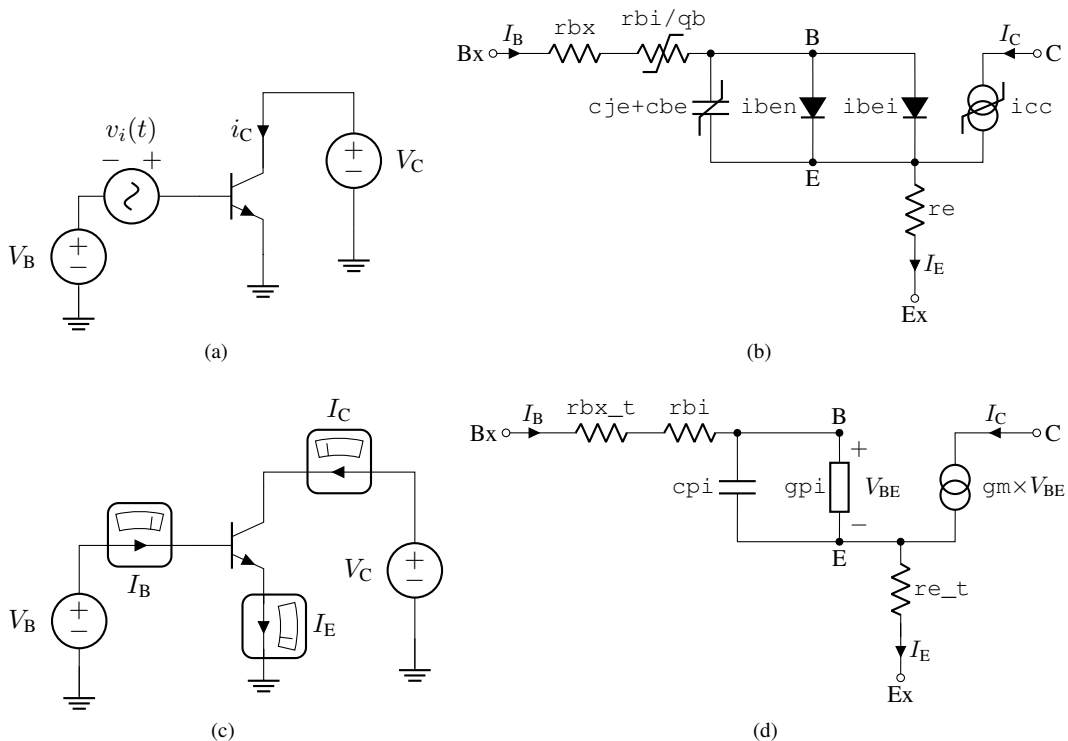 v_i(t)
− +
i_C
V_C
+
−
V_B
+
−
(a)
rbi/qb
rbx
Bx I_B
B
I_C
C
cje+cbe iben ibei icc
E
re
I_E
Ex
(b)
I_C
I_B
V_B
+
−
V_C
+
−
I_E
(c)
rbx_t rbi
Bx I_B
B
I_C
C
+
cpi gpi V_BE gm×V_BE
−
E
re_t
I_E
Ex
(d)